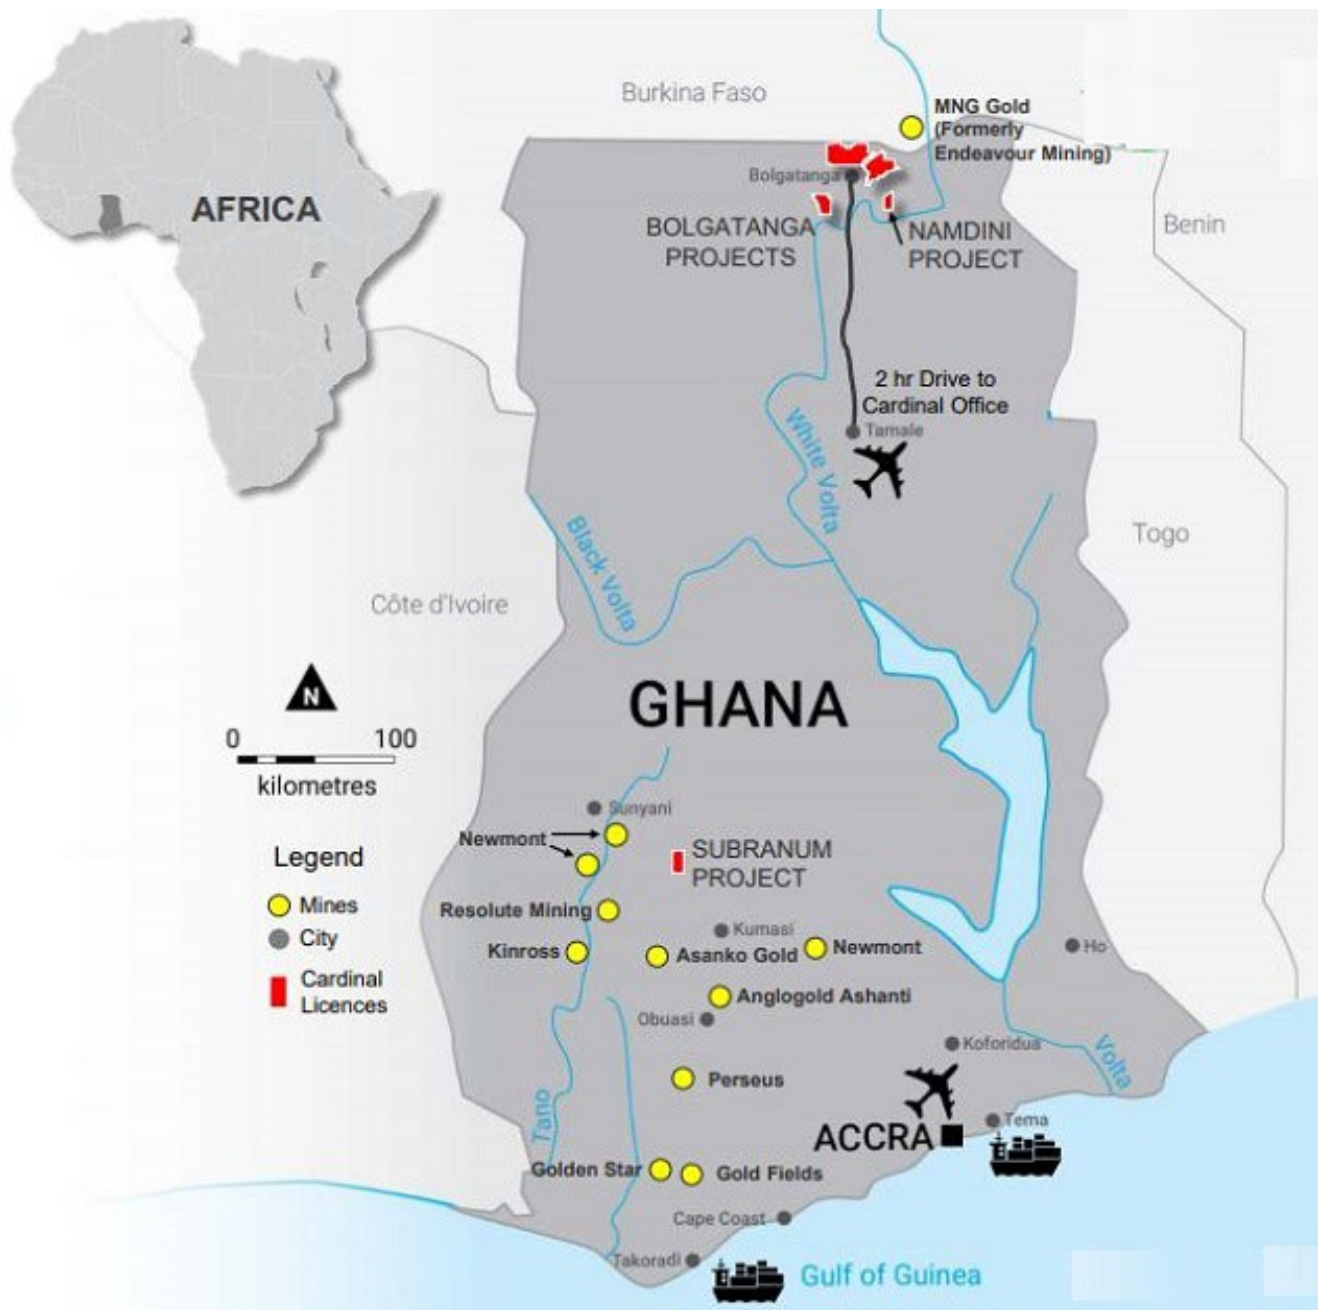 Burkina Faso
MNG Gold
(Formerly
Endeavour Mining)
Bolgatanga
AFRICA
BOLGATANGA
PROJECTS
NAMDINI
PROJECT
Benin
2 hr Drive to
Cardinal Office
Tamale
White Volta
Black Volta
Togo
Côte d'Ivoire
N
GHANA
0 100
kilometres
Sunyani
Newmont
SUBRANUM
PROJECT
Legend
Mines
City
Cardinal
Licences
Resolute Mining
Kumasi
Kinross
Asanko Gold
Newmont
Ho
Anglogold Ashanti
Obuasi
Koforidua
Volta
Perseus
Tano
ACCRA
Tema
Golden Star
Gold Fields
Cape Coast
Takoradi
Gulf of Guinea